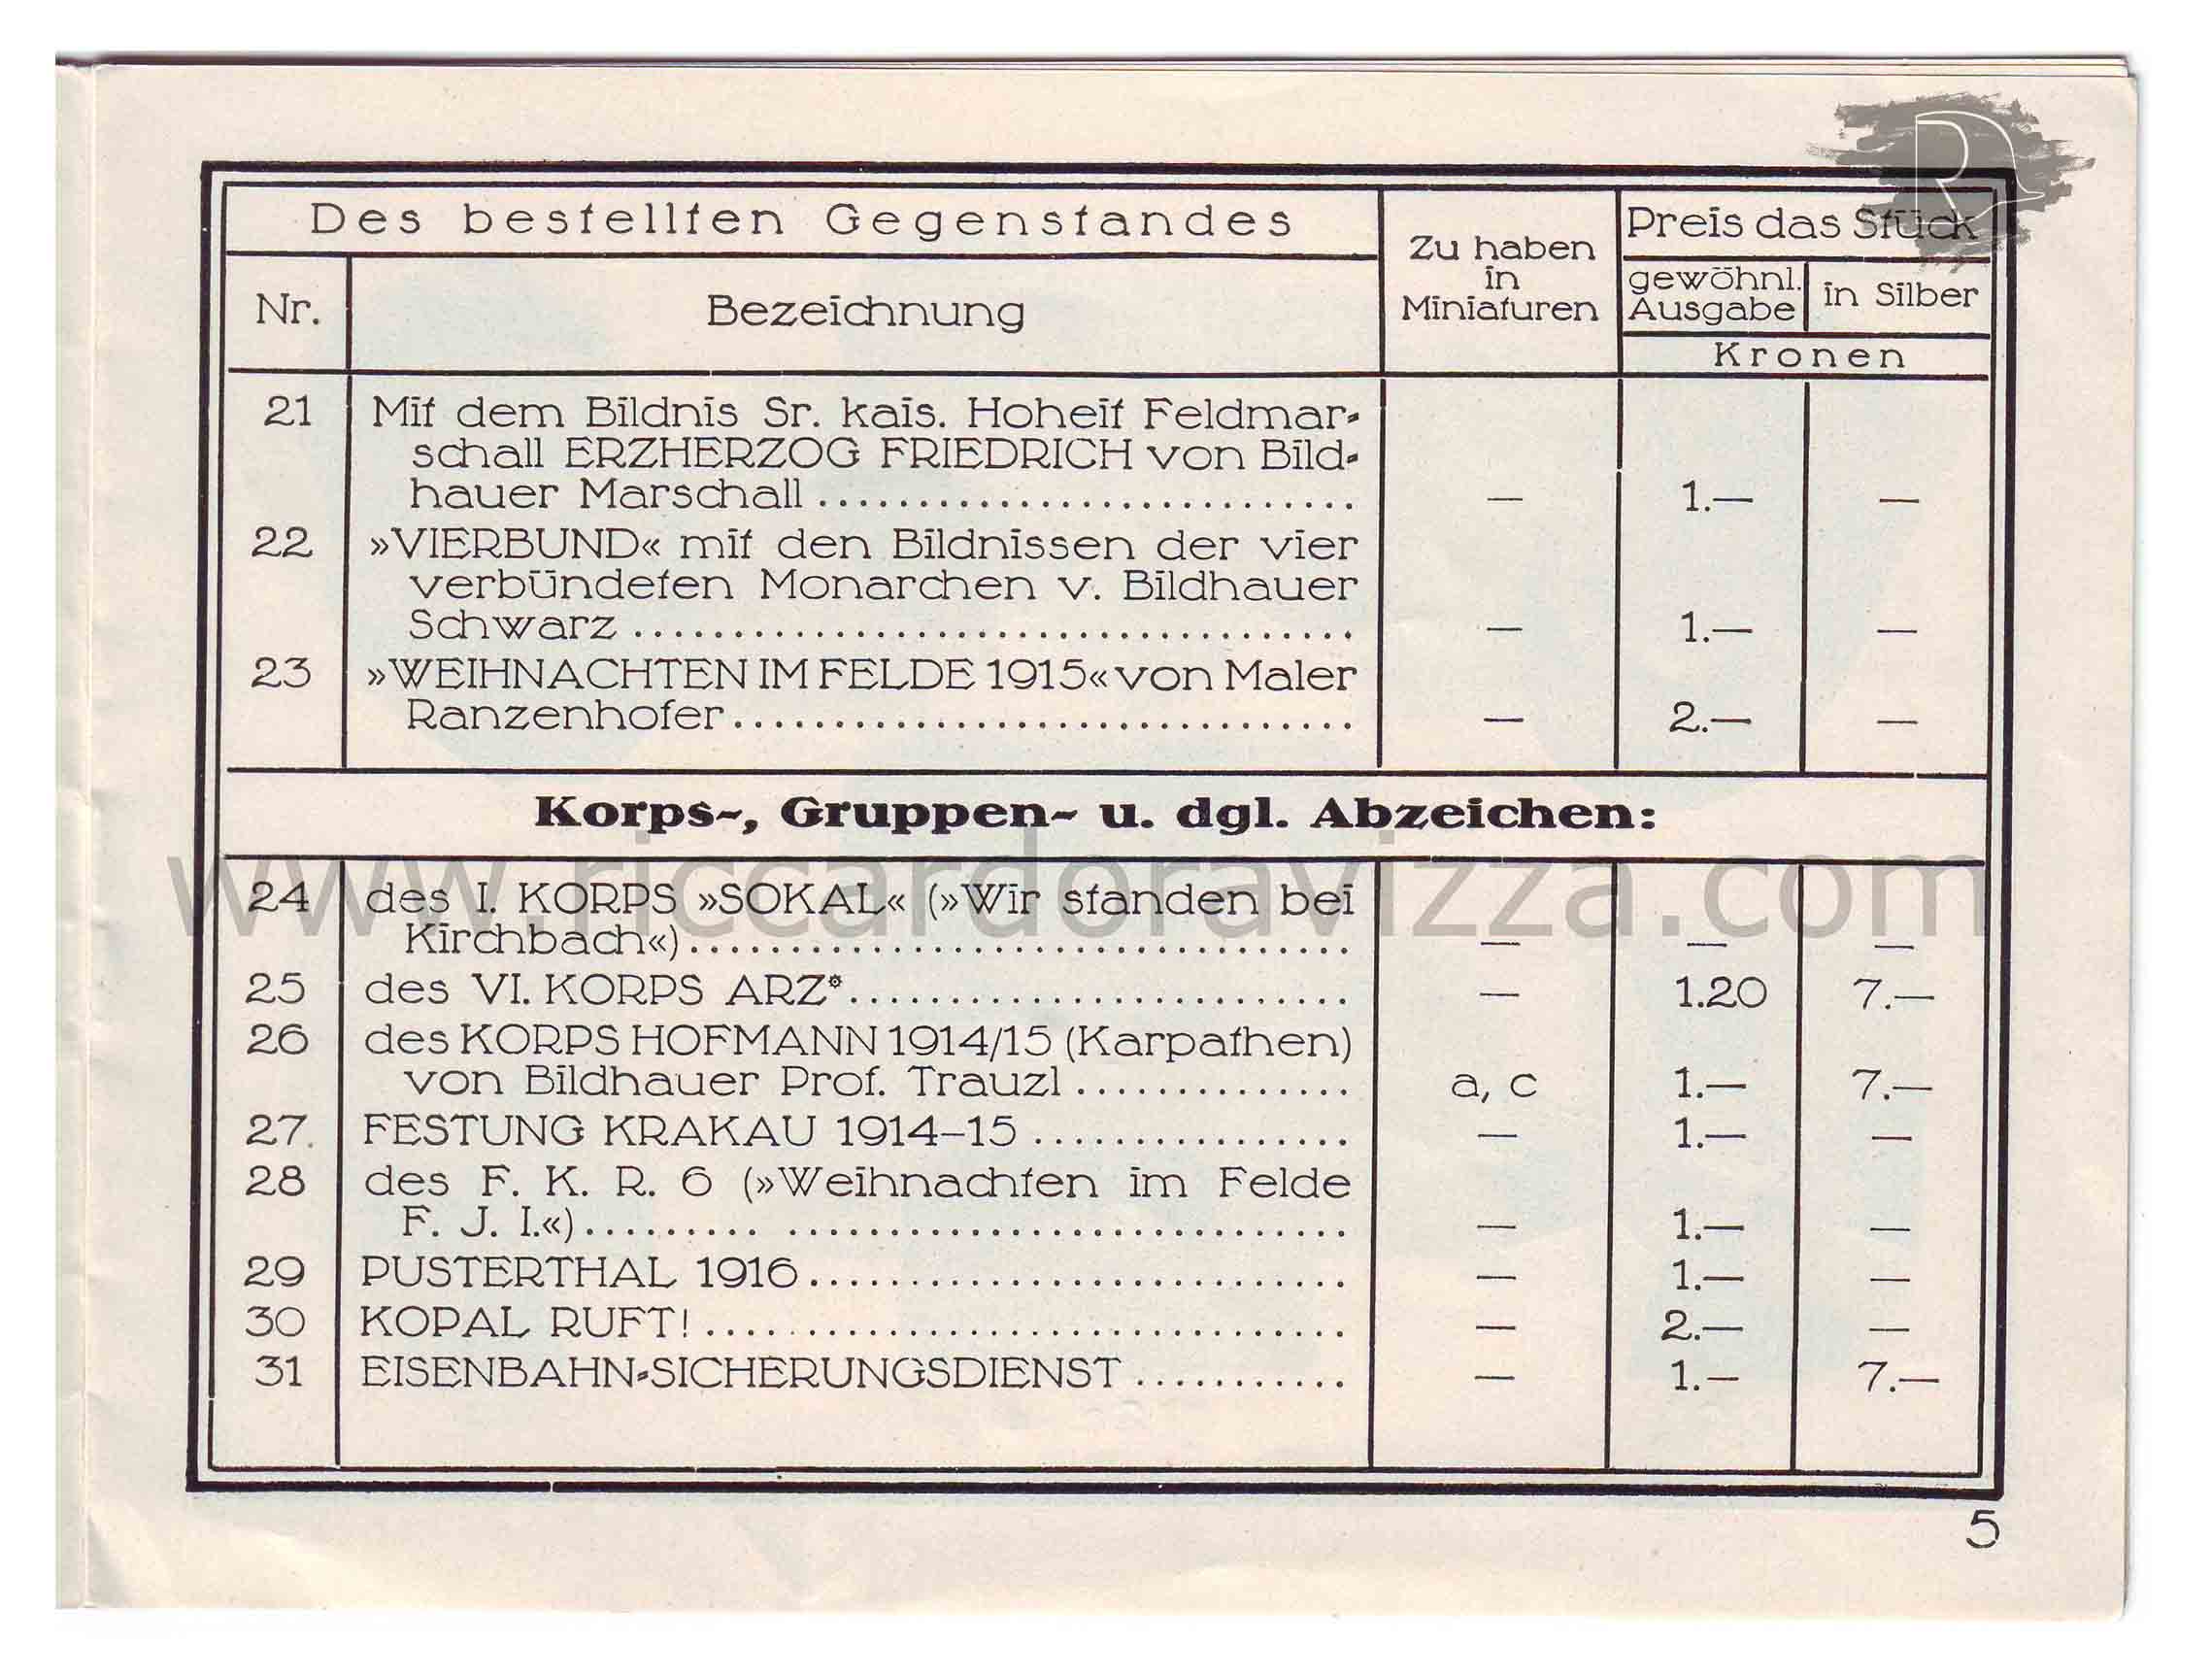 Des bestellten Gegenstandes
Zu haben in Miniaturen
Preis das Stück
Nr.
Bezeichnung
gewöhnl. Ausgabe
in Silber
Kronen
21 Mit dem Bildnis Sr. kais. Hoheit Feldmar-
schall ERZHERZOG FRIEDRICH von Bild-
hauer Marschall ........................... — 1.— —
22 »VIERBUND« mit den Bildnissen der vier
verbündeten Monarchen v. Bildhauer
Schwarz .................................... — 1.— —
23 »WEIHNACHTEN IM FELDE 1915« von Maler
Ranzenhofer............................... — 2.— —
Korps-, Gruppen- u. dgl. Abzeichen:
24 des I. KORPS »SOKAL« (»Wir standen bei
Kirchbach«)................................. — — —
25 des VI. KORPS ARZ*......................... — 1.20 7.—
26 des KORPS HOFMANN 1914/15 (Karpathen)
von Bildhauer Prof. Trauzl .............. a, c 1.— 7.—
27. FESTUNG KRAKAU 1914–15 ................ — 1.— —
28 des F. K. R. 6 (»Weihnachten im Felde
F. J. I.«)......... ............................ — 1.— —
29 PUSTERTHAL 1916........................... — 1.— —
30 KOPAL RUFT! ................................ — 2.— —
31 EISENBAHN-SICHERUNGSDIENST ........... — 1.— 7.—
5
www.riccardoravizza.com
R